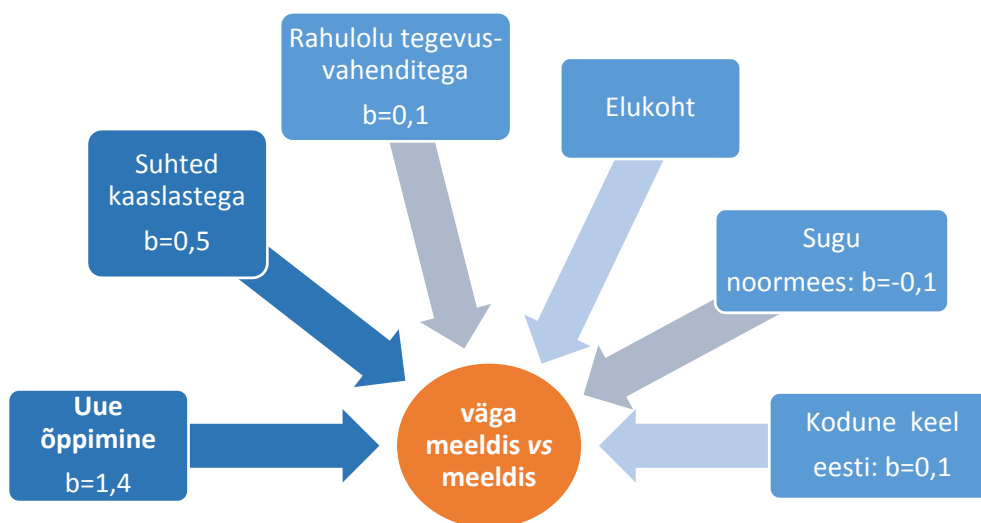 Uue
õppimine
b=1,4
Suhted
kaaslastega
b=0,5
Rahulolu tegevus-
vahenditega
b=0,1
Elukoht
Sugu
noormees: b=-0,1
Kodune keel
eesti: b=0,1
väga
meeldis vs
meeldis